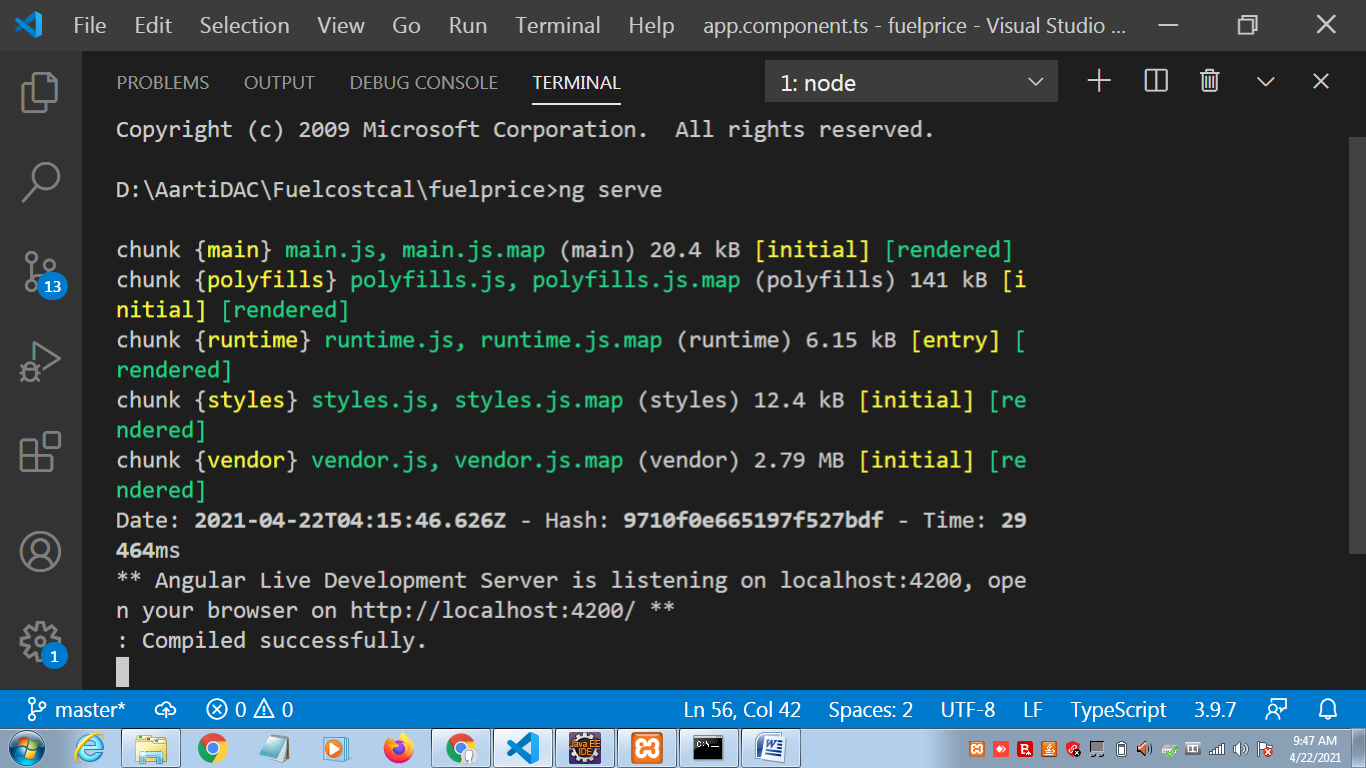 File Edit Selection View Go Run Terminal Help app.component.ts - fuelprice - Visual Studio ...
PROBLEMS OUTPUT DEBUG CONSOLE TERMINAL 1: node
Copyright (c) 2009 Microsoft Corporation.  All rights reserved.
D:\AartiDAC\Fuelcostcal\fuelprice>ng serve
chunk {main} main.js, main.js.map (main) 20.4 kB [initial] [rendered]
chunk {polyfills} polyfills.js, polyfills.js.map (polyfills) 141 kB [i
nitial] [rendered]
13
chunk {runtime} runtime.js, runtime.js.map (runtime) 6.15 kB [entry] [
rendered]
chunk {styles} styles.js, styles.js.map (styles) 12.4 kB [initial] [re
ndered]
chunk {vendor} vendor.js, vendor.js.map (vendor) 2.79 MB [initial] [re
ndered]
Date: 2021-04-22T04:15:46.626Z - Hash: 9710f0e665197f527bdf - Time: 29
464ms
** Angular Live Development Server is listening on localhost:4200, ope
n your browser on http://localhost:4200/ **
: Compiled successfully.
1
master* 0 0 Ln 56, Col 42 Spaces: 2 UTF-8 LF TypeScript 3.9.7
Java EE
IDE
9:47 AM
4/22/2021